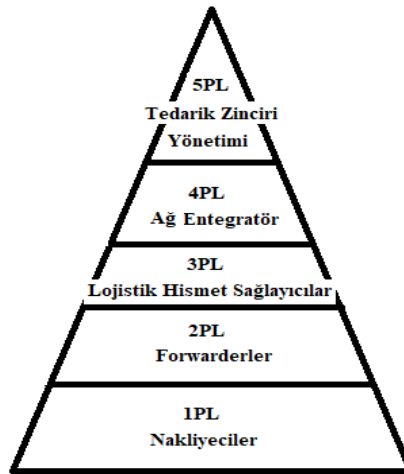 5PL
Tedarik Zinciri
Yönetimi
4PL
Ağ Entegratör
3PL
Lojistik Hismet Sağlayıcılar
2PL
Forwarderler
1PL
Nakliyeciler